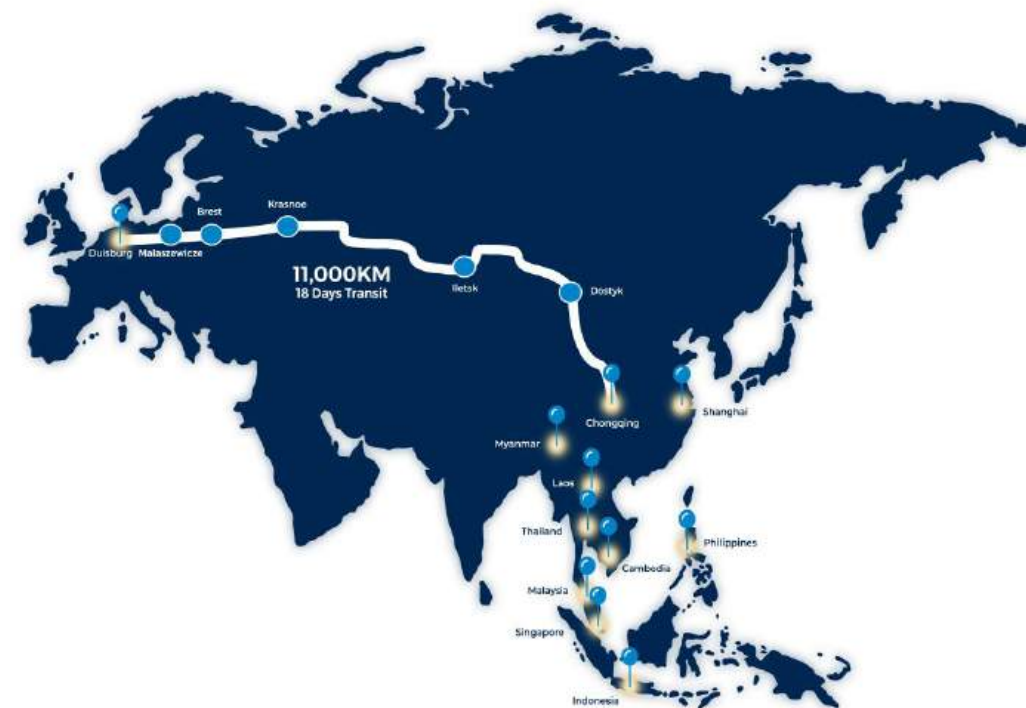 Brest
Krasnoe
Duisburg
Małaszewicze
11,000KM
18 Days Transit
Iletsk
Dostyk
Chongqing
Shanghai
Myanmar
Laos
Thailand
Philippines
Cambodia
Malaysia
Singapore
Indonesia